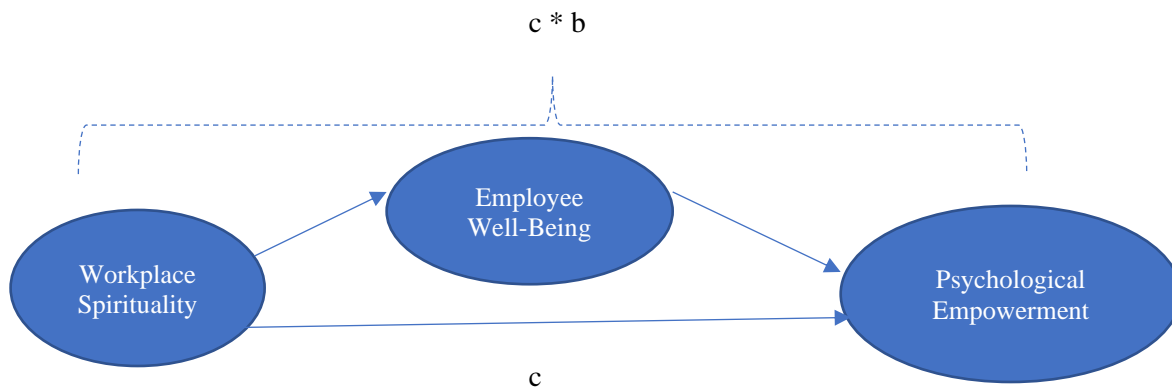 c * b
Employee
Well-Being
Workplace
Spirituality
Psychological
Empowerment
c